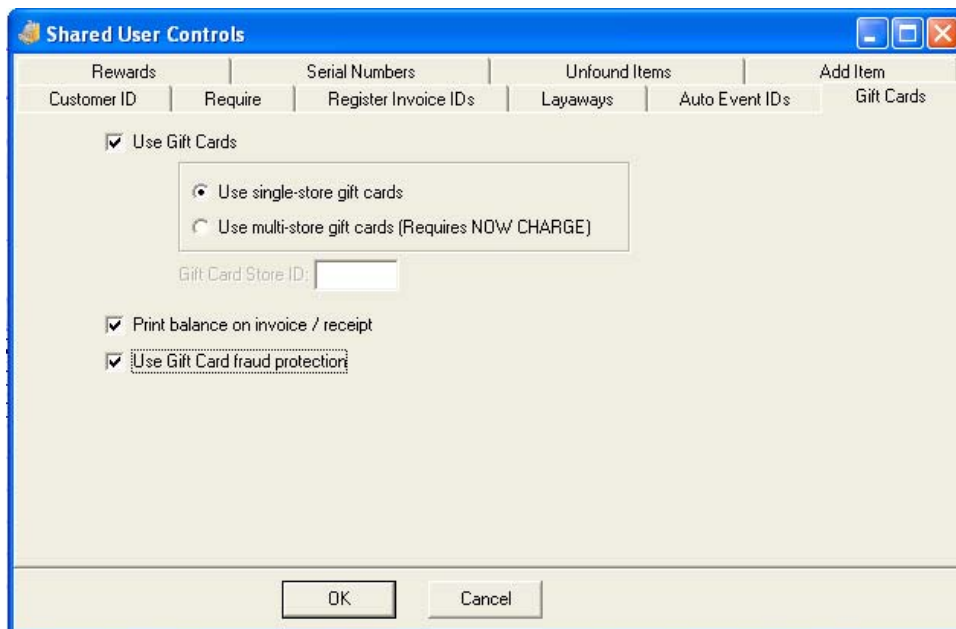 Shared User Controls
Rewards Serial Numbers Unfound Items Add Item
Customer ID Require Register Invoice IDs Layaways Auto Event IDs Gift Cards
Use Gift Cards
Use single-store gift cards
Use multi-store gift cards (Requires NOW CHARGE)
Gift Card Store ID:
Print balance on invoice / receipt
Use Gift Card fraud protection
OK Cancel